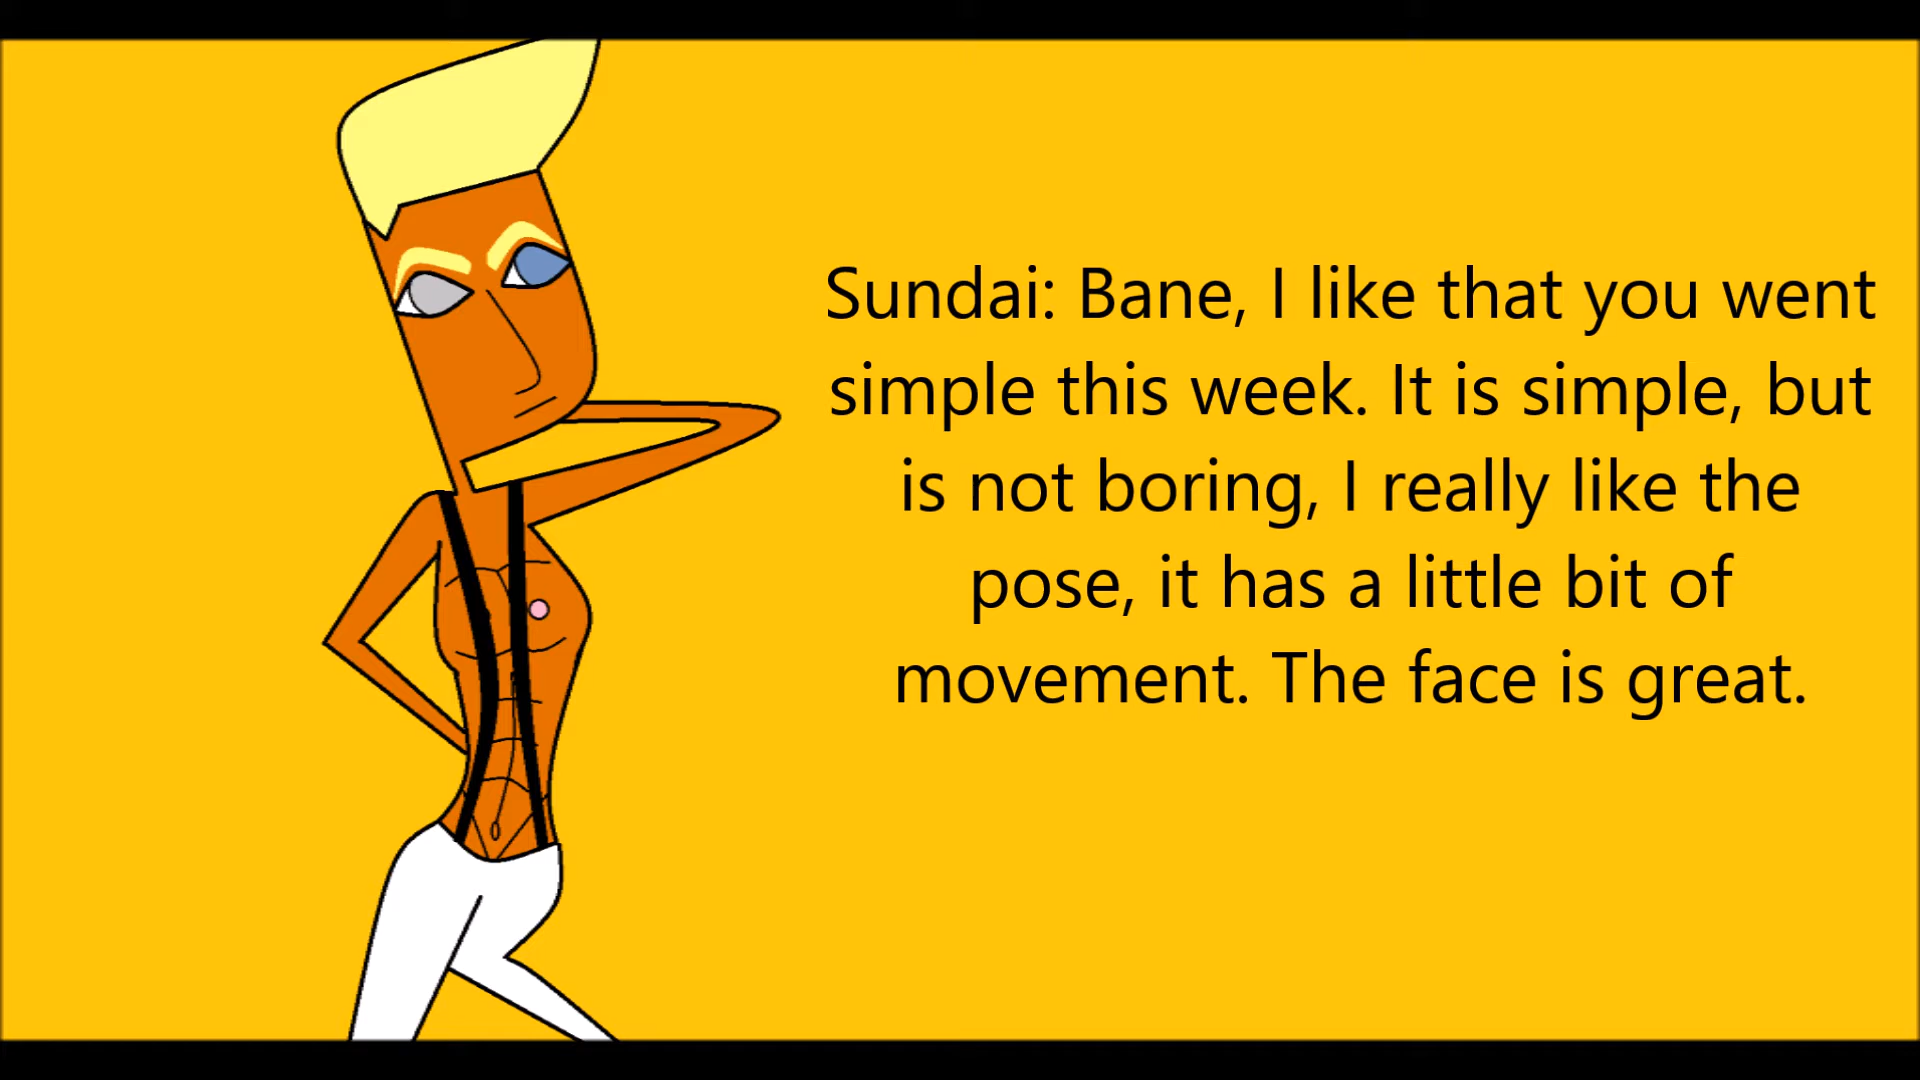 Sundai: Bane, I like that you went
simple this week. It is simple, but
is not boring, I really like the
pose, it has a little bit of
movement. The face is great.